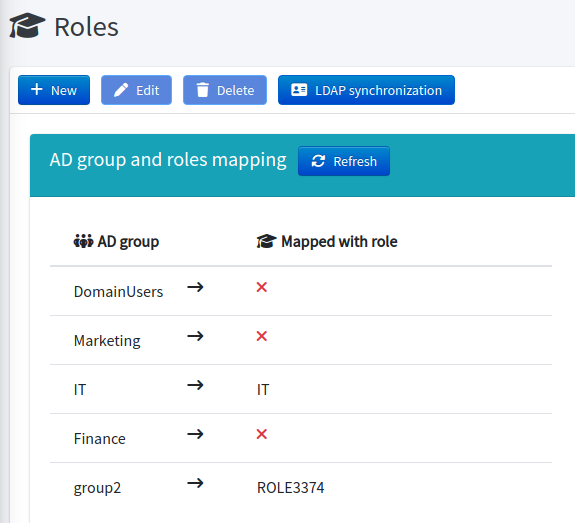 Roles
New Edit Delete LDAP synchronization
AD group and roles mapping Refresh
AD group Mapped with role
DomainUsers
Marketing
IT IT
Finance
group2 ROLE3374